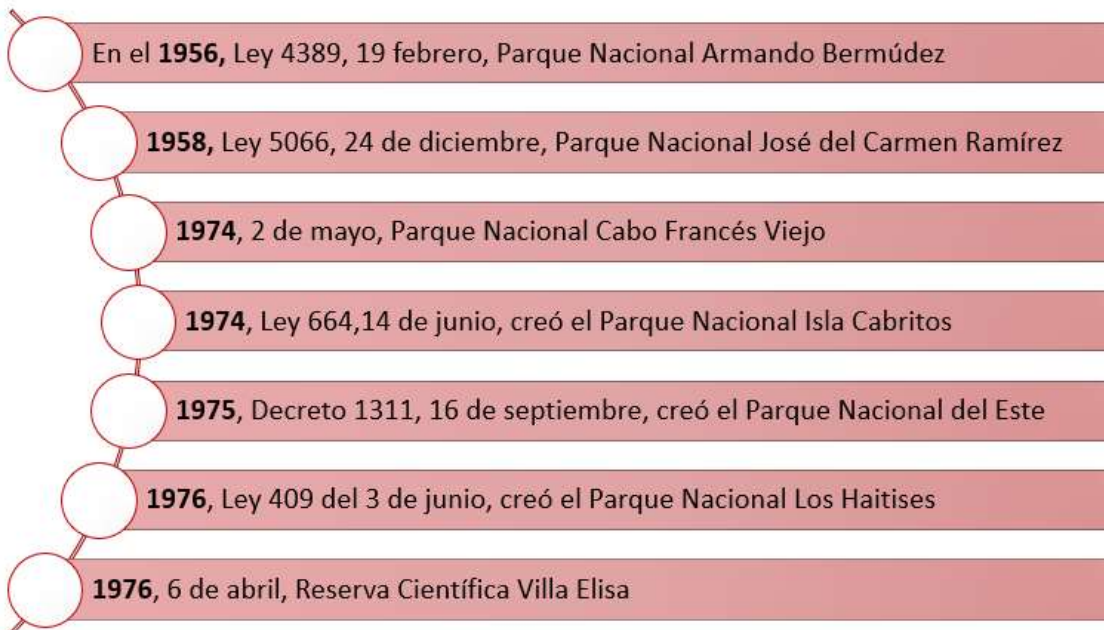 En el 1956, Ley 4389, 19 febrero, Parque Nacional Armando Bermúdez
1958, Ley 5066, 24 de diciembre, Parque Nacional José del Carmen Ramírez
1974, 2 de mayo, Parque Nacional Cabo Francés Viejo
1974, Ley 664,14 de junio, creó el Parque Nacional Isla Cabritos
1975, Decreto 1311, 16 de septiembre, creó el Parque Nacional del Este
1976, Ley 409 del 3 de junio, creó el Parque Nacional Los Haitises
1976, 6 de abril, Reserva Científica Villa Elisa